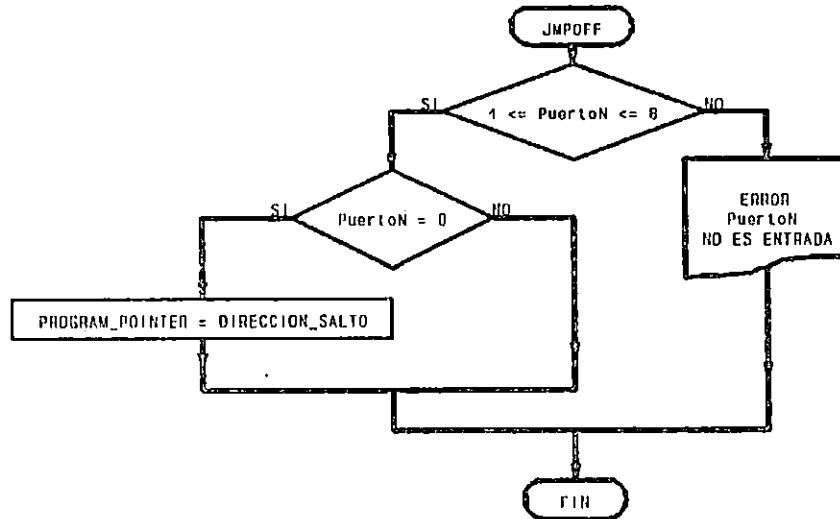 JMPOFF
SI
1 <= PuertoN <= 8
NO
SI
PuertoN = 0
NO
ERROR
PuertoN
NO ES ENTRADA
PROGRAM_POINTER = DIRECCION_SALTO
FIN